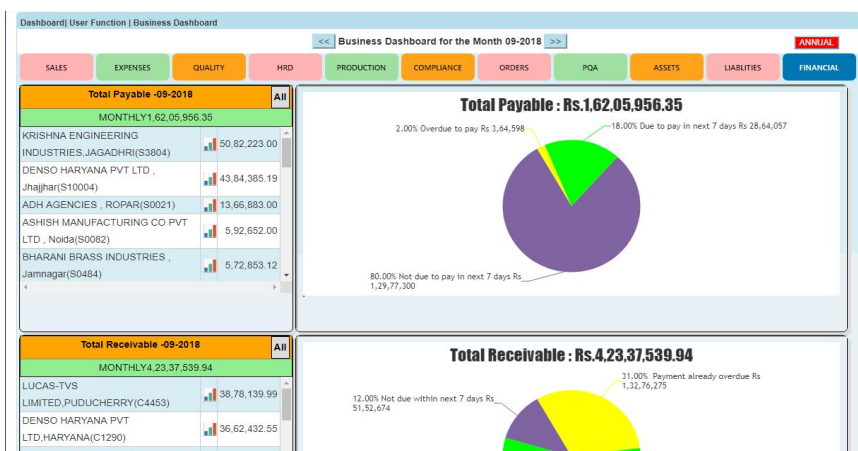 Dashboard| User Function | Business Dashboard
<< Business Dashboard for the Month 09-2018 >>
ANNUAL
SALES EXPENSES QUALITY HRD PRODUCTION COMPLIANCE ORDERS PQA ASSETS LIABLITIES FINANCIAL
Total Payable -09-2018 All
MONTHLY1,62,05,956.35
KRISHNA ENGINEERING
INDUSTRIES,JAGADHRI(S3804) 50,82,223.00
DENSO HARYANA PVT LTD ,
Jhajjhar(S10004) 43,84,385.19
ADH AGENCIES , ROPAR(S0021) 13,66,883.00
ASHISH MANUFACTURING CO PVT
LTD , Noida(S0082) 5,92,652.00
BHARANI BRASS INDUSTRIES ,
Jamnagar(S0484) 5,72,853.12
Total Payable : Rs.1,62,05,956.35
2.00% Overdue to pay Rs 3,64,598
18.00% Due to pay in next 7 days Rs 28,64,057
80.00% Not due to pay in next 7 days Rs
1,29,77,300
Total Receivable -09-2018 All
MONTHLY4,23,37,539.94
LUCAS-TVS
LIMITED,PUDUCHERRY(C4453) 38,78,139.99
DENSO HARYANA PVT
LTD,HARYANA(C1290) 36,62,432.55
Total Receivable : Rs.4,23,37,539.94
31.00% Payment already overdue Rs
1,32,76,275
12.00% Not due within next 7 days Rs
51,52,674